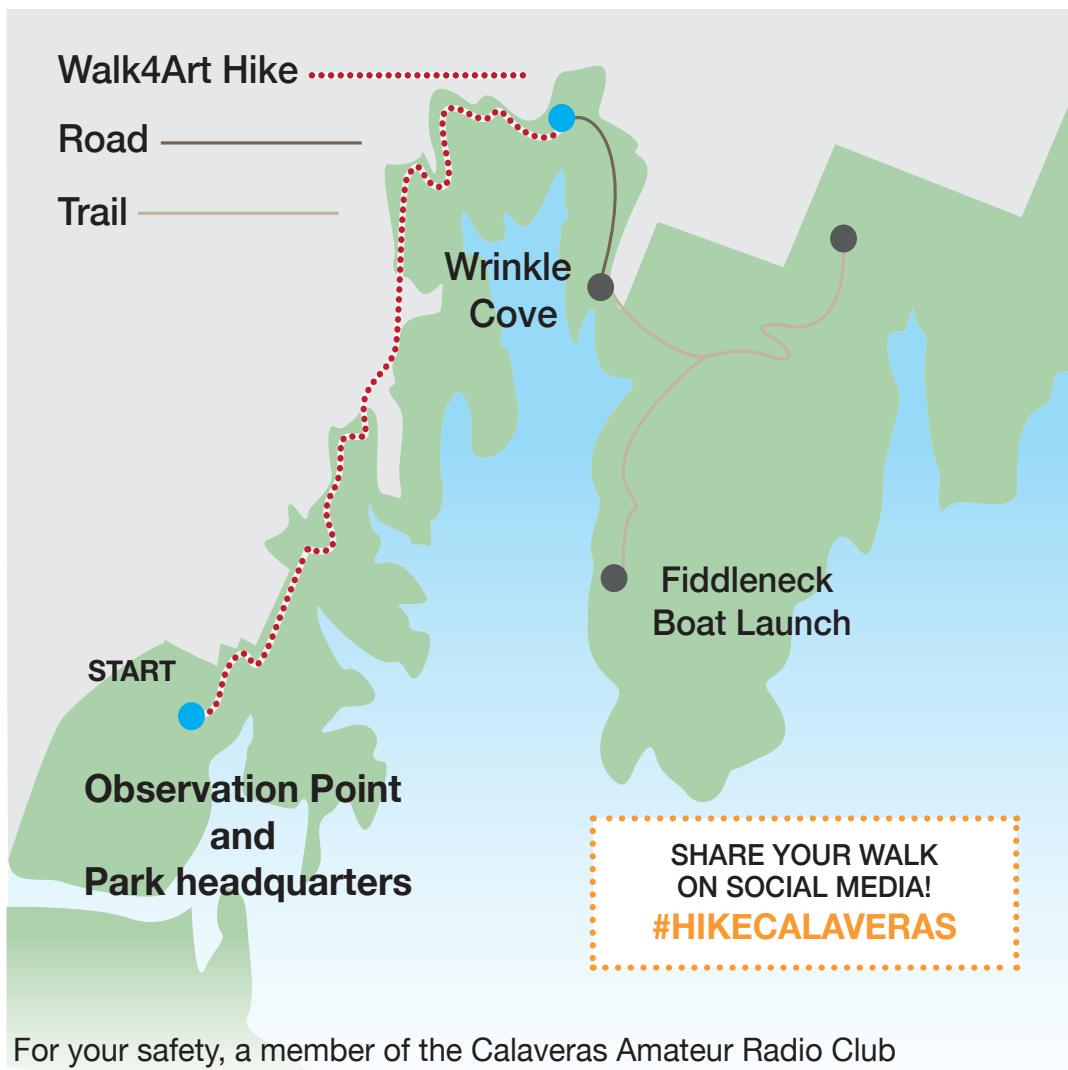 Walk4Art Hike
Road
Trail
Wrinkle
Cove
Fiddleneck
Boat Launch
START
Observation Point
and
Park headquarters
SHARE YOUR WALK
ON SOCIAL MEDIA!
#HIKECALAVERAS
For your safety, a member of the Calaveras Amateur Radio Club